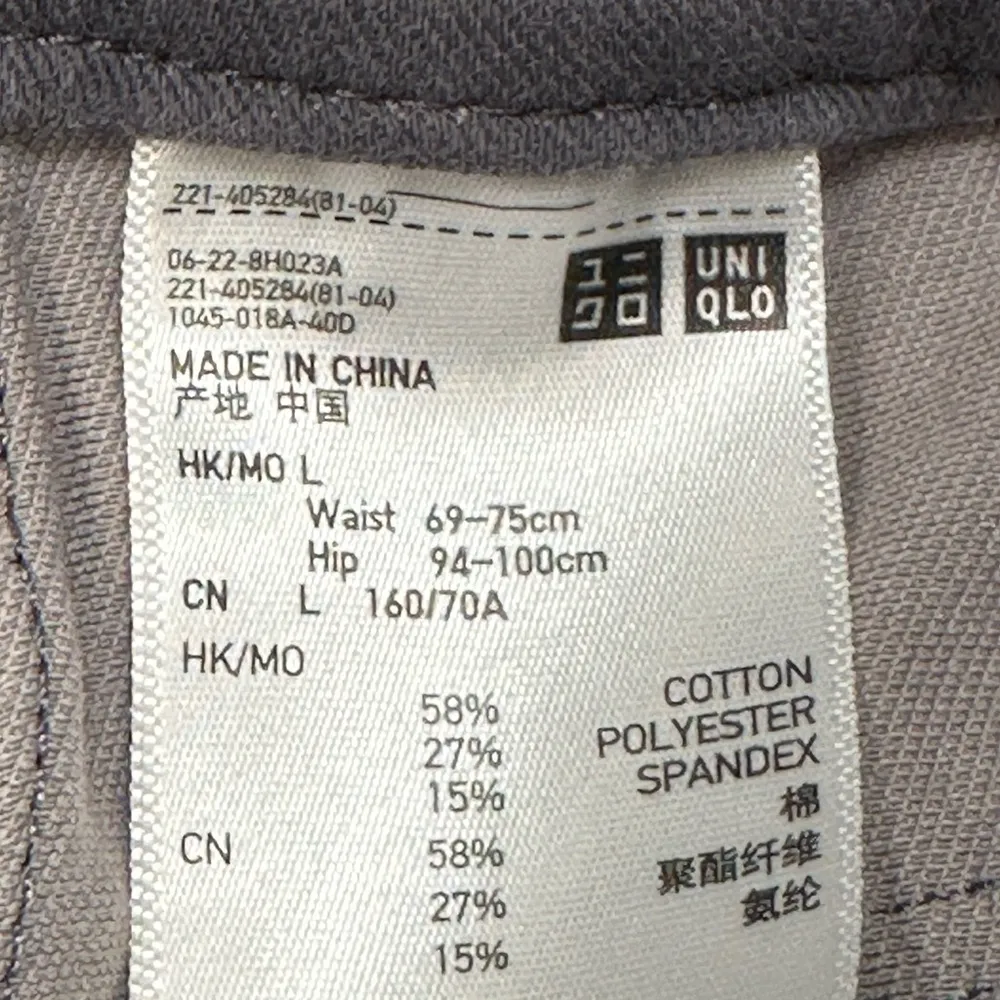 221-405284(81-04)
06-22-8H023A
221-405284(81-04)
1045-018A-40D
ユニ
クロ
UNI
QLO
MADE IN CHINA
产地 中国
HK/MO L
Waist 69-75cm
Hip 94-100cm
CN L 160/70A
HK/MO
58% COTTON
27% POLYESTER
15% SPANDEX
CN 58% 棉
27% 聚酯纤维
15% 氨纶